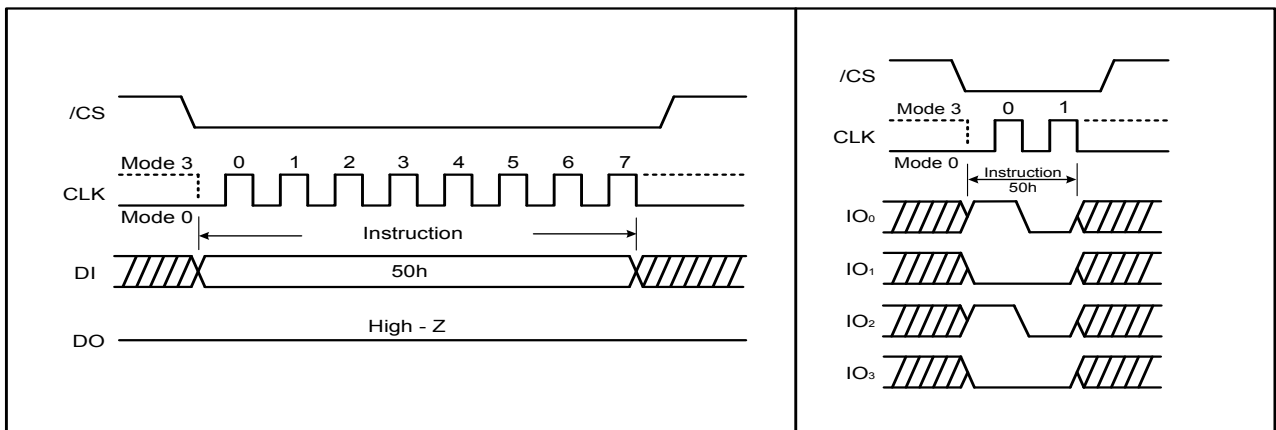 /CS
Mode 3 0 1 2 3 4 5 6 7
CLK
Mode 0
Instruction
DI 50h
High - Z
DO
/CS
Mode 3 0 1
CLK
Mode 0
Instruction
50h
IO₀
IO₁
IO₂
IO₃